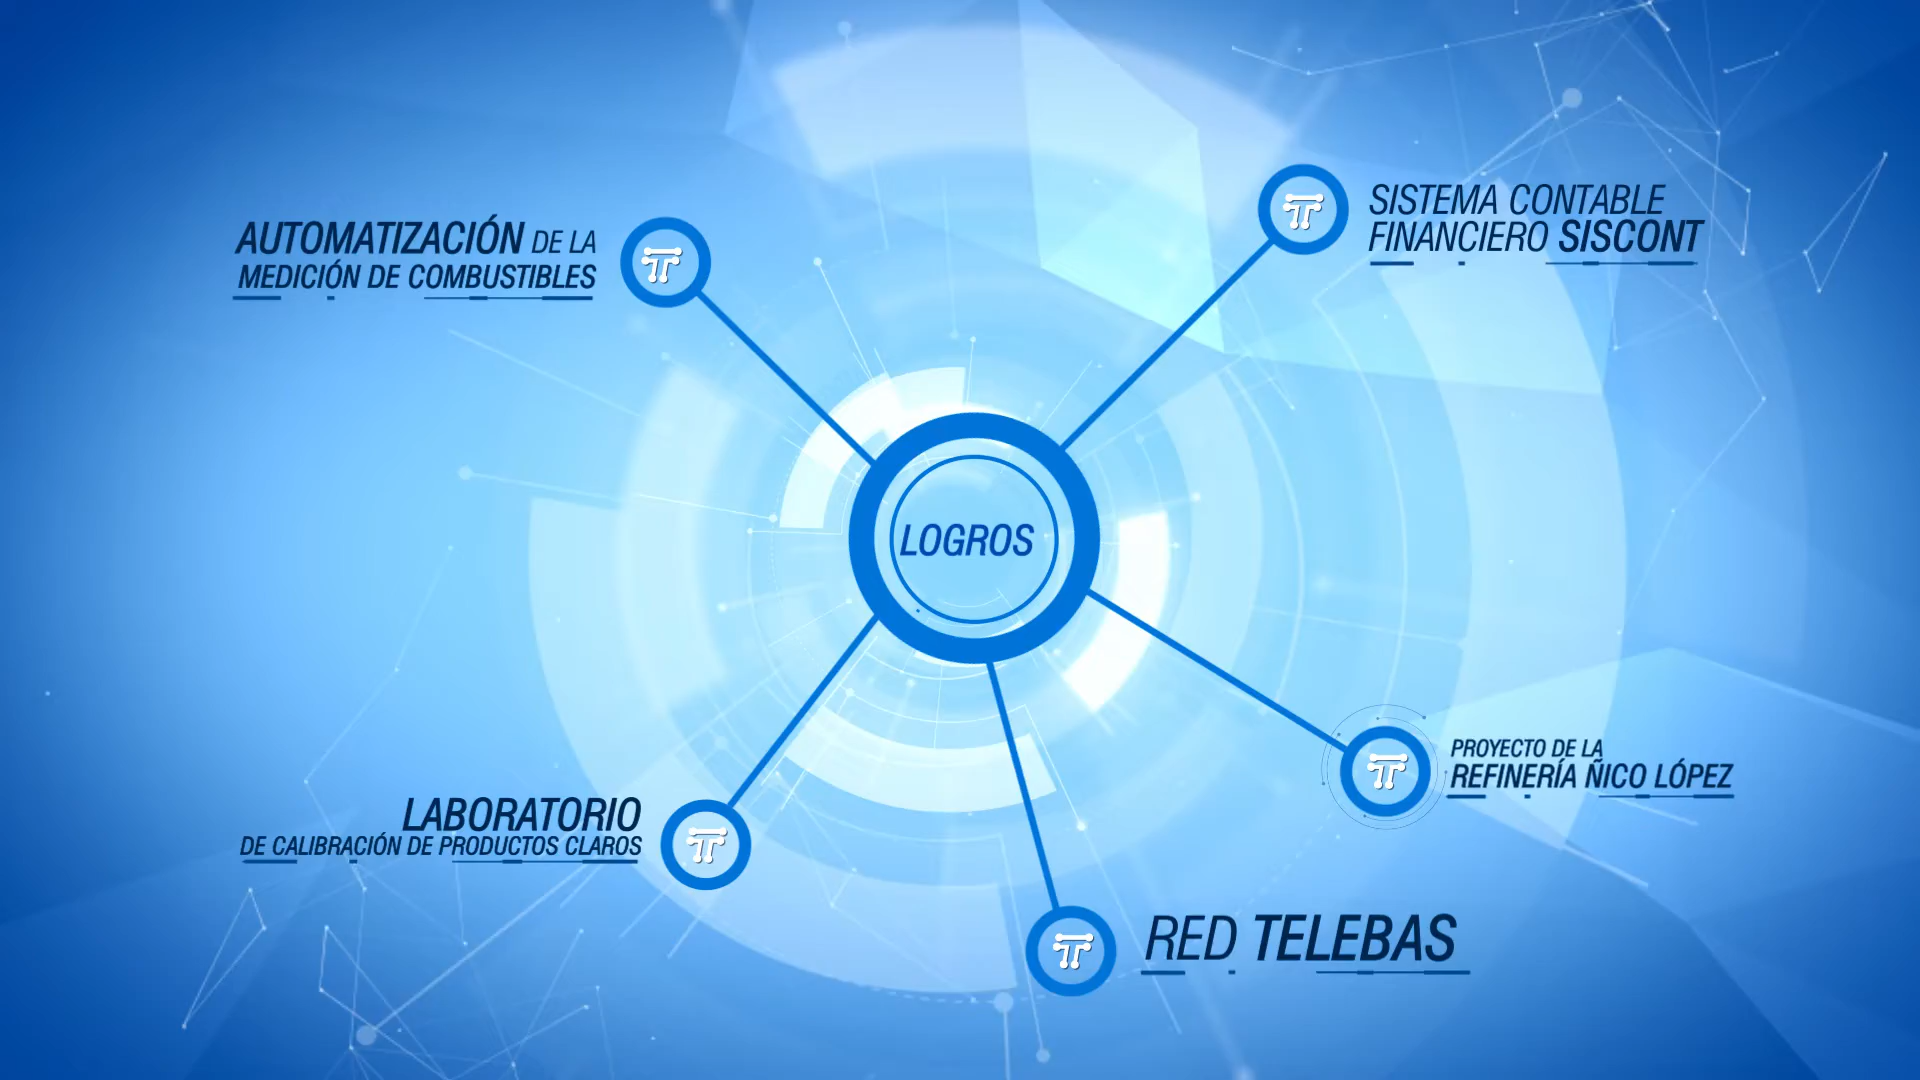 AUTOMATIZACIÓN DE LA
MEDICIÓN DE COMBUSTIBLES
SISTEMA CONTABLE
FINANCIERO SISCONT
LOGROS
PROYECTO DE LA
REFINERÍA ÑICO LÓPEZ
LABORATORIO
DE CALIBRACIÓN DE PRODUCTOS CLAROS
RED TELEBAS